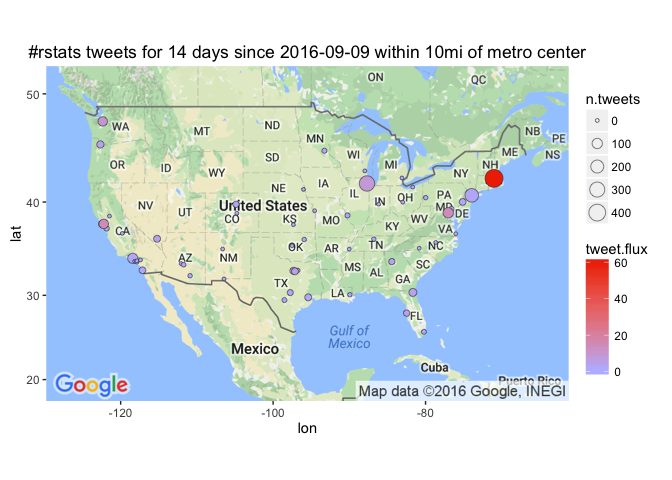 #rstats tweets for 14 days since 2016-09-09 within 10mi of metro center
ON
QC
50
WA
MT
ND
MN
NB
PE
ME
NS
OR
ID
SD
WI
MI
NH
NY
WY
IA
NE
PA
40
NV
UT
United States
CO
KS
MO
IL
IN
OH
MD
DE
CA
KY
VA
AZ
NM
OK
AR
TN
NC
SC
MS
AL
GA
30
TX
LA
FL
Gulf of
Mexico
Mexico
Cuba
20
Google
Puerto Rico
Map data ©2016 Google, INEGI
-120
-100
-80
lon
lat
n.tweets
0
100
200
300
400
tweet.flux
60
40
20
0